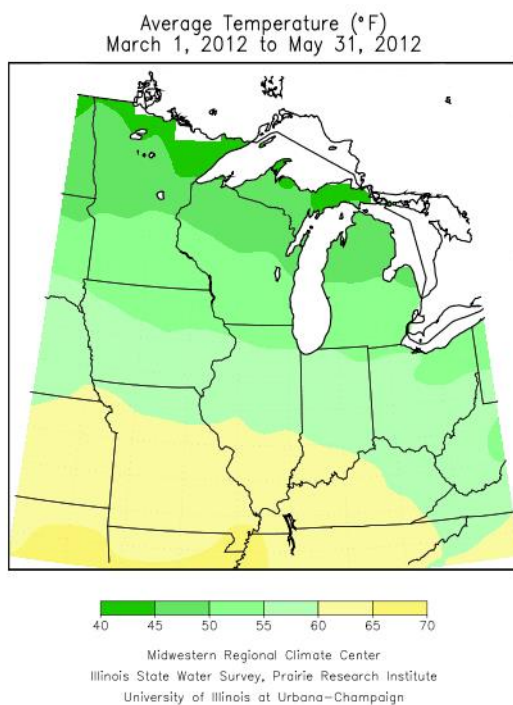 Average Temperature (°F)
March 1, 2012 to May 31, 2012
40 45 50 55 60 65 70
Midwestern Regional Climate Center
Illinois State Water Survey, Prairie Research Institute
University of Illinois at Urbana-Champaign